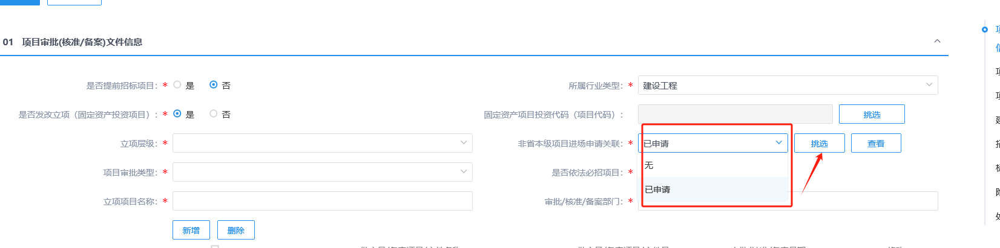 01 项目审批(核准/备案)文件信息
是否提前招标项目: * 是 否 所属行业类型: * 建设工程
是否发改立项（固定资产投资项目）: * 是 否 固定资产项目投资代码（项目代码）: 挑选
立项层级: * 非省本级项目进场申请关联: * 已申请 挑选 查看
无
项目审批类型: * 是否依法必招项目: *
已申请
立项项目名称: * 审批/核准/备案部门: *
新增 删除